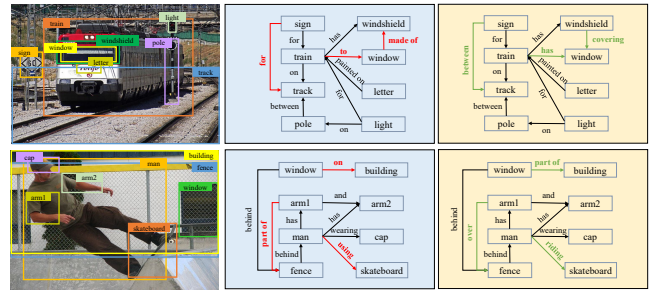 train
light
sign
window
windshield
pole
letter
track
60
sign
windshield
has
for
train
to
made of
window
for
on
painted on
track
letter
for
between
pole
on
light
sign
windshield
has
for
train
has
covering
window
between
on
painted on
track
letter
for
between
pole
on
light
cap
man
building
fence
arm2
window
arm1
skateboard
window
on
building
arm1
and
arm2
behind
part of
has
has
man
wearing
cap
behind
using
fence
skateboard
window
part of
building
arm1
and
arm2
behind
over
has
has
man
wearing
cap
behind
riding
fence
skateboard